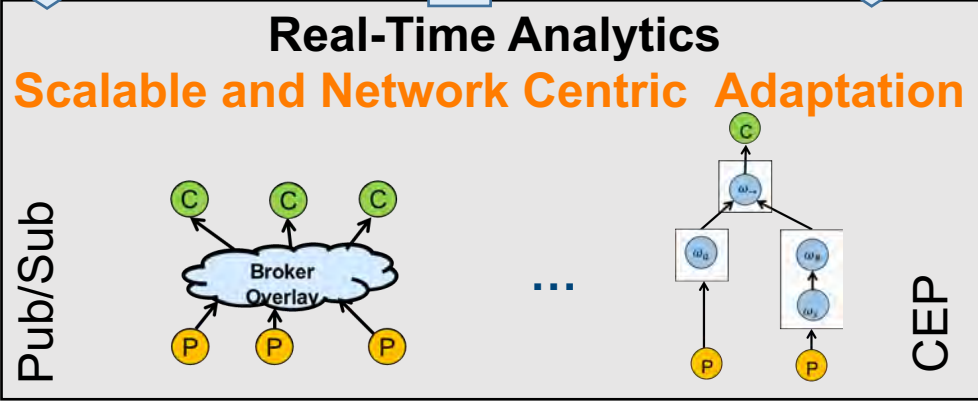 Real-Time Analytics
Scalable and Network Centric Adaptation
Pub/Sub
C C C
Broker
Overlay
P P P
...
C
ω→
P P
CEP